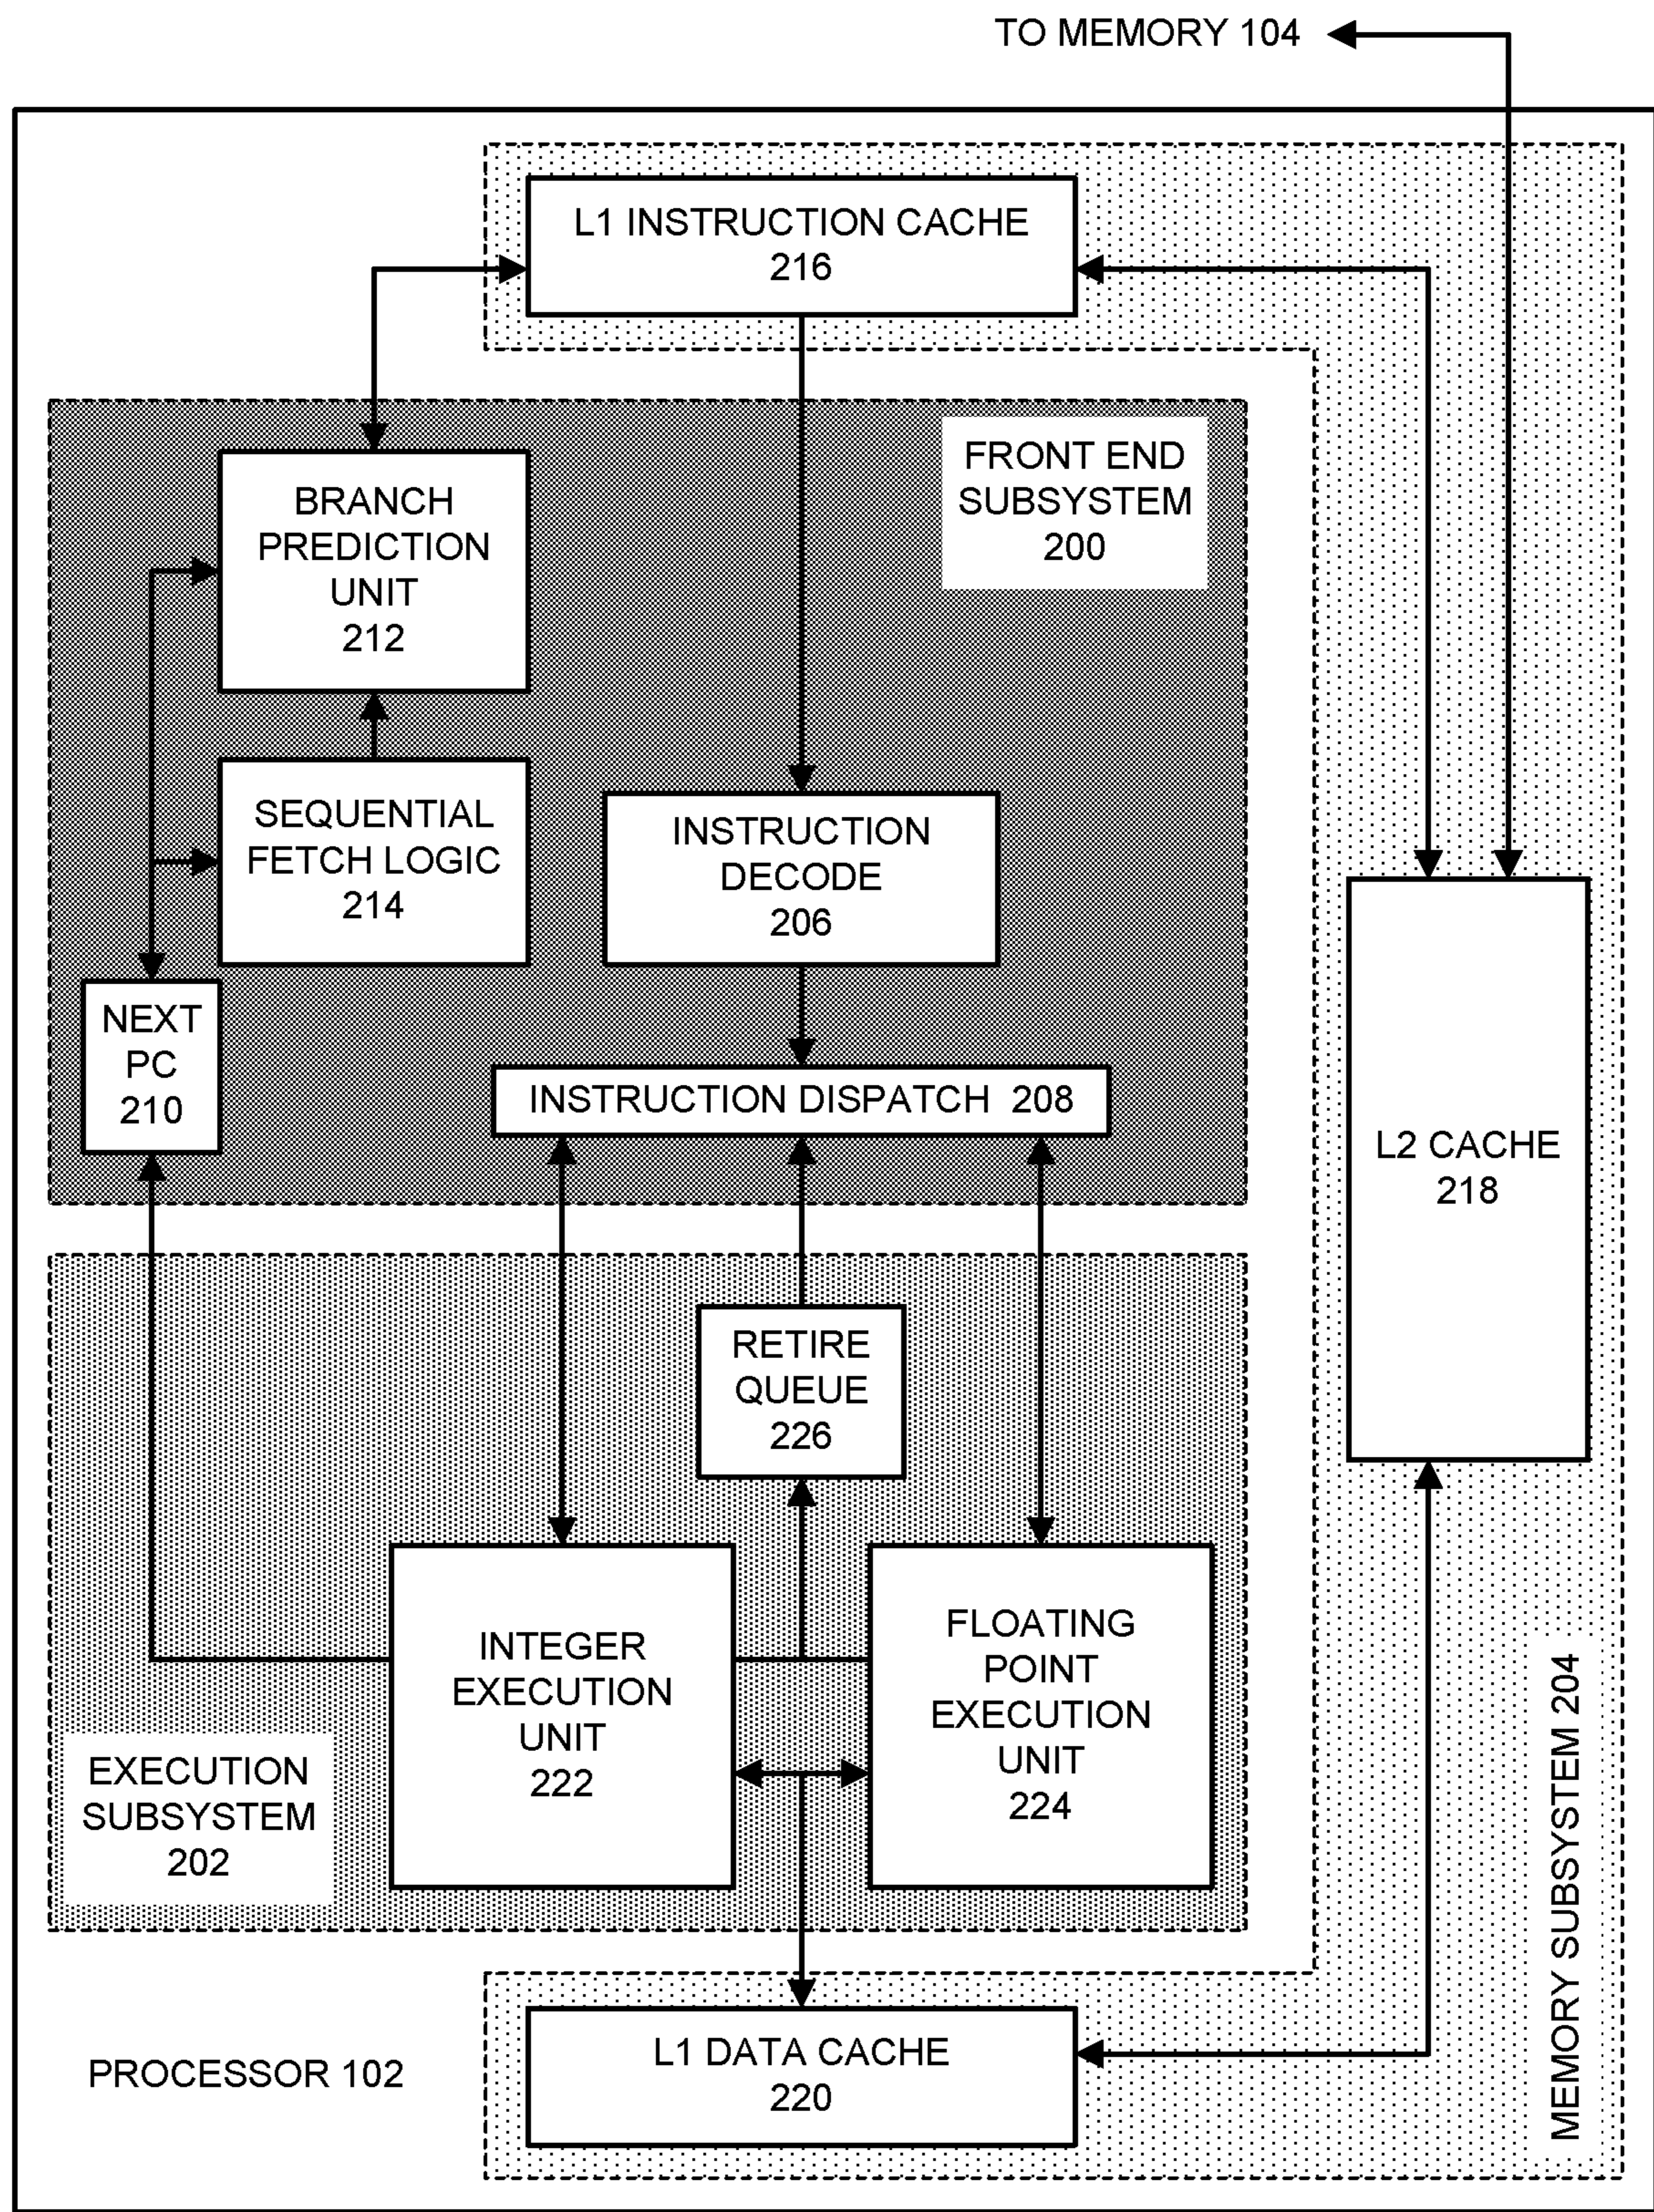 TO MEMORY 104
L1 INSTRUCTION CACHE
216
FRONT END
SUBSYSTEM
200
BRANCH
PREDICTION
UNIT
212
SEQUENTIAL
FETCH LOGIC
214
INSTRUCTION
DECODE
206
NEXT
PC
210
INSTRUCTION DISPATCH 208
L2 CACHE
218
RETIRE
QUEUE
226
INTEGER
EXECUTION
UNIT
222
FLOATING
POINT
EXECUTION
UNIT
224
EXECUTION
SUBSYSTEM
202
MEMORY SUBSYSTEM 204
L1 DATA CACHE
220
PROCESSOR 102